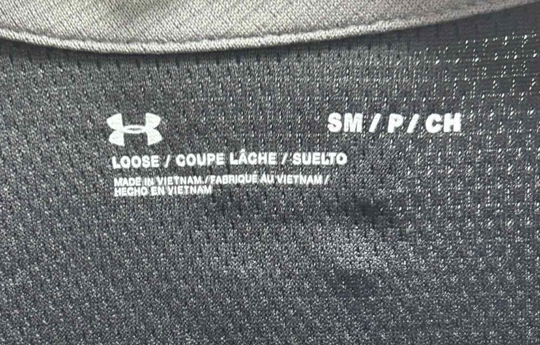 SM / P / CH
LOOSE / COUPE LÂCHE / SUELTO
MADE IN VIETNAM / FABRIQUÉ AU VIETNAM /
HECHO EN VIETNAM